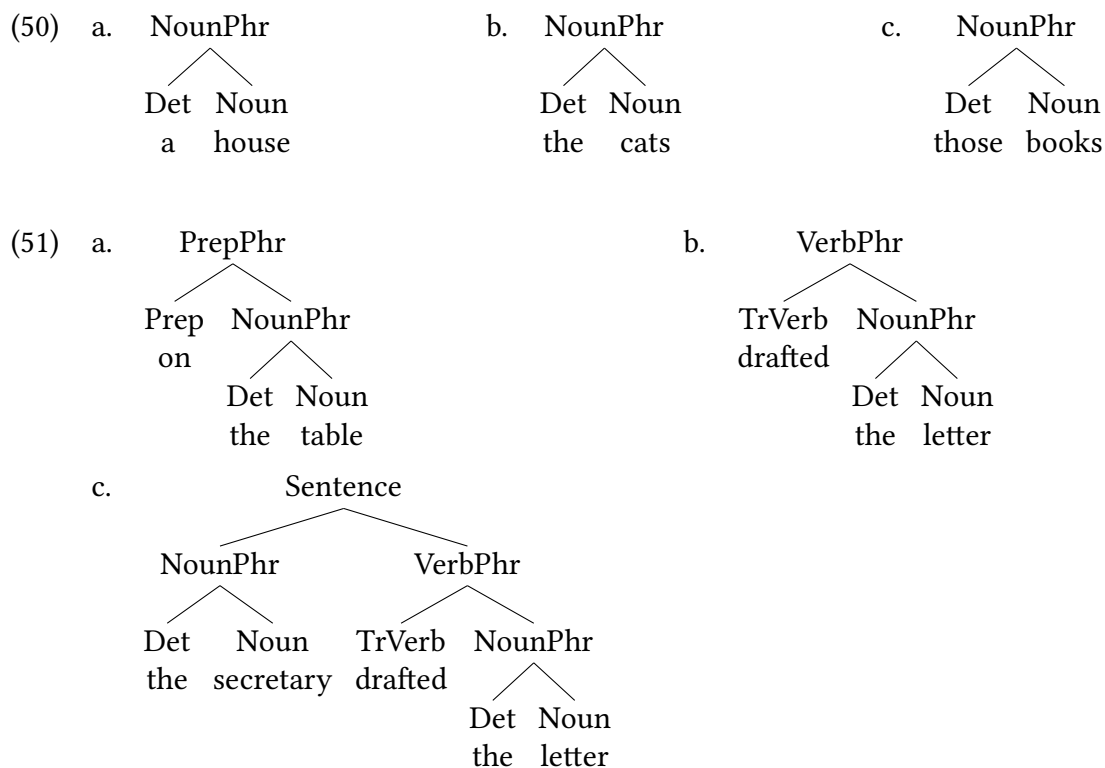 (50) a. NounPhr b. NounPhr c. NounPhr
Det Noun Det Noun Det Noun
a house the cats those books
(51) a. PrepPhr b. VerbPhr
Prep NounPhr TrVerb NounPhr
on drafted
Det Noun Det Noun
the table the letter
c. Sentence
NounPhr VerbPhr
Det Noun TrVerb NounPhr
the secretary drafted
Det Noun
the letter